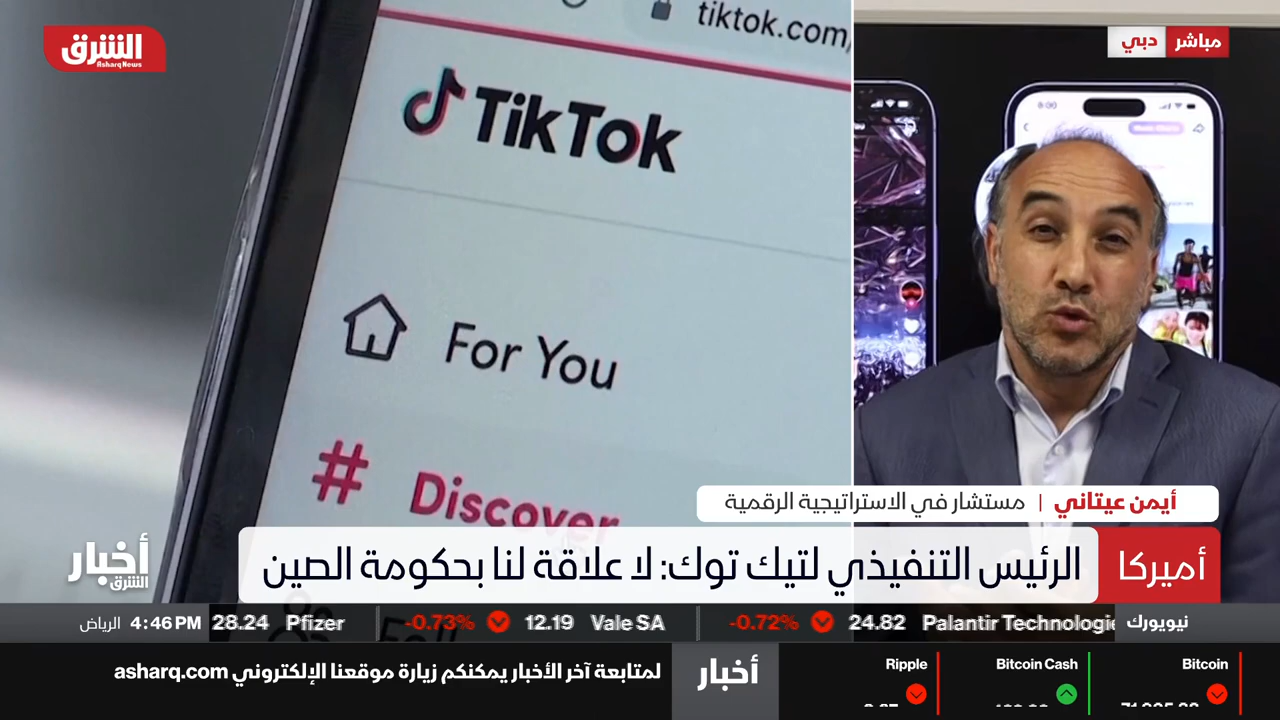 الشرق
Asharq News
مباشر
دبي
tiktok.com/
TikTok
8:00
For You
# Discover
أيمن عيتاني | مستشار في الاستراتيجية الرقمية
أميركا
الرئيس التنفيذي لتيك توك: لا علاقة لنا بحكومة الصين
أخبار
الشرق
نيويورك
Palantir Technologie
24.82
-0.72%
Vale SA
12.19
-0.73%
Pfizer
28.24
4:46 PM الرياض
Bitcoin
Bitcoin Cash
Ripple
أخبار
لمتابعة آخر الأخبار يمكنكم زيارة موقعنا الإلكتروني asharq.com